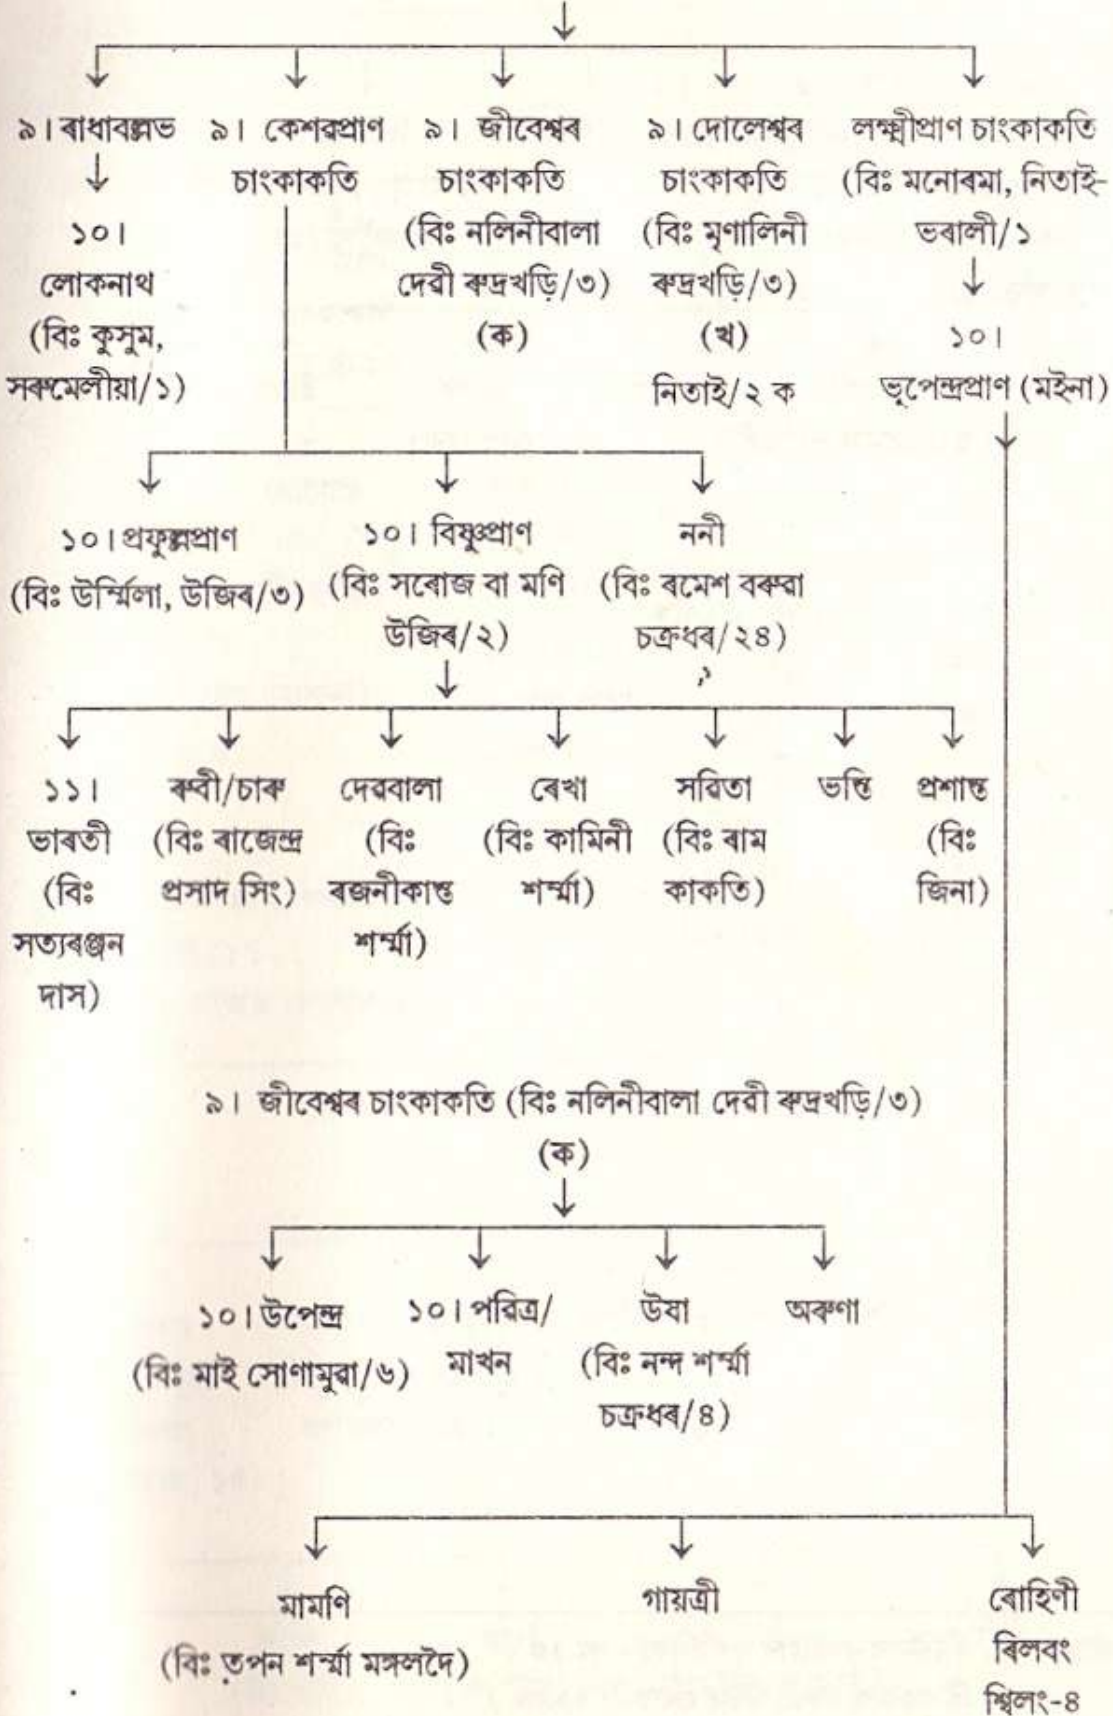 ৯। ৰাধাবল্লভ ৯। কেশৱপ্ৰাণ ৯। জীবেশ্বৰ ৯। দোলেশ্বৰ লক্ষ্মীপ্ৰাণ চাংকাকতি
চাংকাকতি চাংকাকতি চাংকাকতি (বিঃ মনোৰমা, নিতাই-
১০। (বিঃ নলিনীবালা (বিঃ মৃণালিনী ভৰালী/১
লোকনাথ দেৱী ৰুদ্ৰখড়ি/৩) ৰুদ্ৰখড়ি/৩)
(বিঃ কুসুম, (ক) (খ) ১০।
সৰুমেলীয়া/১) নিতাই/২ ক ভূপেন্দ্ৰপ্ৰাণ (মইনা)
১০। প্ৰফুল্লপ্ৰাণ ১০। বিষ্ণুপ্ৰাণ ননী
(বিঃ উৰ্ম্মিলা, উজিৰ/৩) (বিঃ সৰোজ বা মণি (বিঃ ৰমেশ বৰুৱা
উজিৰ/২) চক্ৰধৰ/২৪)
১১। ৰুবী/চাৰু দেৱবালা ৰেখা সৱিতা ভন্তি প্ৰশান্ত
ভাৰতী (বিঃ ৰাজেন্দ্ৰ (বিঃ (বিঃ কামিনী (বিঃ ৰাম (বিঃ
(বিঃ প্ৰসাদ সিং) ৰজনীকান্ত শৰ্ম্মা) কাকতি) জিনা)
সত্যৰঞ্জন শৰ্ম্মা)
দাস)
৯। জীবেশ্বৰ চাংকাকতি (বিঃ নলিনীবালা দেৱী ৰুদ্ৰখড়ি/৩)
(ক)
১০। উপেন্দ্ৰ ১০। পৱিত্ৰ/ উষা অৰুণা
(বিঃ মাই সোণামুৱা/৬) মাখন (বিঃ নন্দ শৰ্ম্মা
চক্ৰধৰ/৪)
মামণি গায়ত্ৰী ৰোহিণী
(বিঃ তপন শৰ্ম্মা মঙ্গলদৈ) ৰিলবং
শ্বিলং-৪